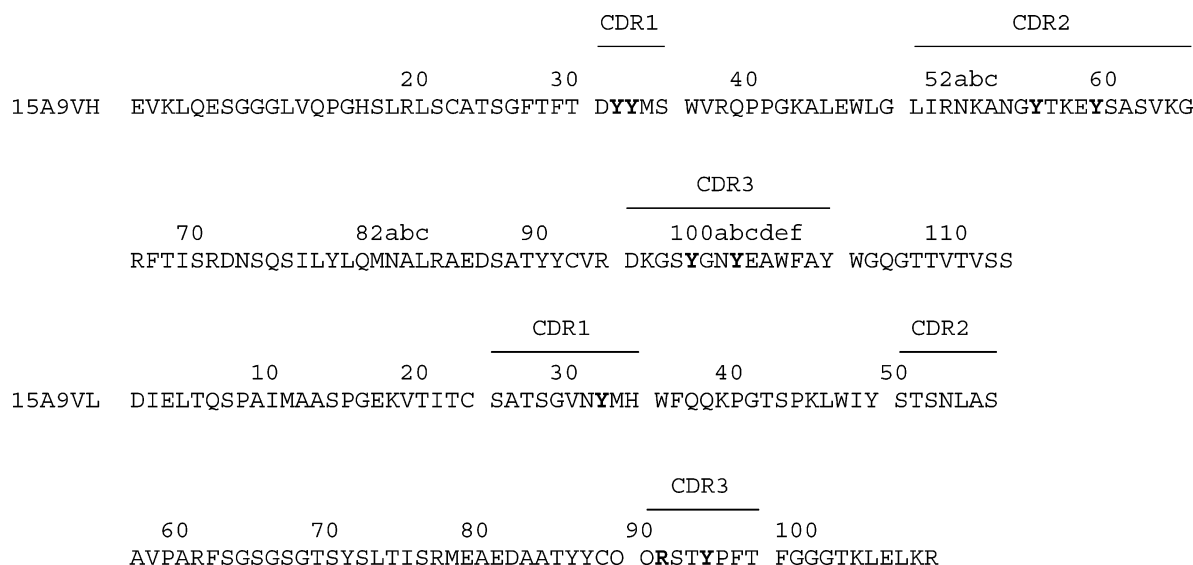 CDR1 CDR2
20 30 40 52abc 60
15A9VH EVKLQESGGGLVQPGHSLRLSCATSGFTFT DYYMS WVRQPPGKALEWLG LIRNKANGYTKEYSASVKG
CDR3
70 82abc 90 100abcdef 110
RFTISRDNSQSILYLQMNALRAEDSATYYCVR DKGSYGNYEAWFAY WGQGTTVTVSS
CDR1 CDR2
10 20 30 40 50
15A9VL DIELTQSPAIMAASPGEKVTITC SATSGVNYMH WFQQKPGTSPKLWIY STSNLAS
CDR3
60 70 80 90 100
AVPARFSGSGSGTSYSLTISRMEAEDAATYYCO ORSTYPFT FGGGTKLELKR